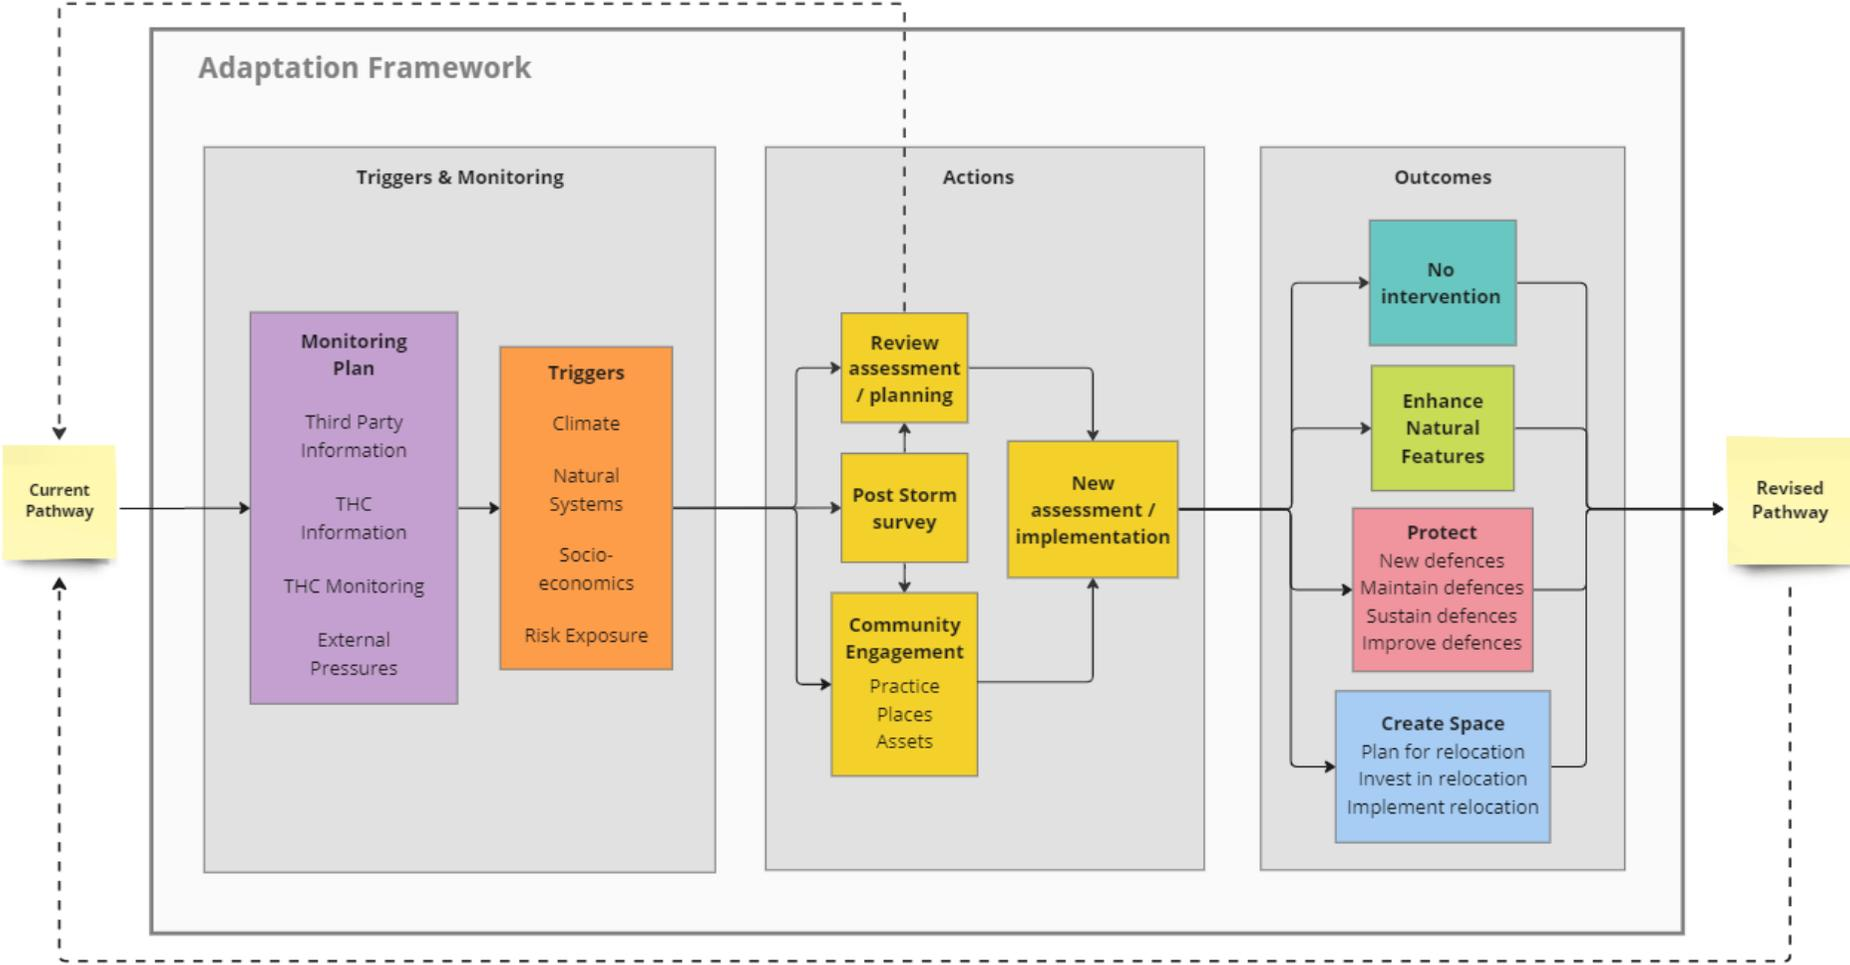 Adaptation Framework
Triggers & Monitoring
Actions
Outcomes
Current
Pathway
Monitoring
Plan
Third Party
Information
THC
Information
THC Monitoring
External
Pressures
Triggers
Climate
Natural
Systems
Socio-
economics
Risk Exposure
Review
assessment
/ planning
Post Storm
survey
Community
Engagement
Practice
Places
Assets
New
assessment /
implementation
No
intervention
Enhance
Natural
Features
Protect
New defences
Maintain defences
Sustain defences
Improve defences
Create Space
Plan for relocation
Invest in relocation
Implement relocation
Revised
Pathway